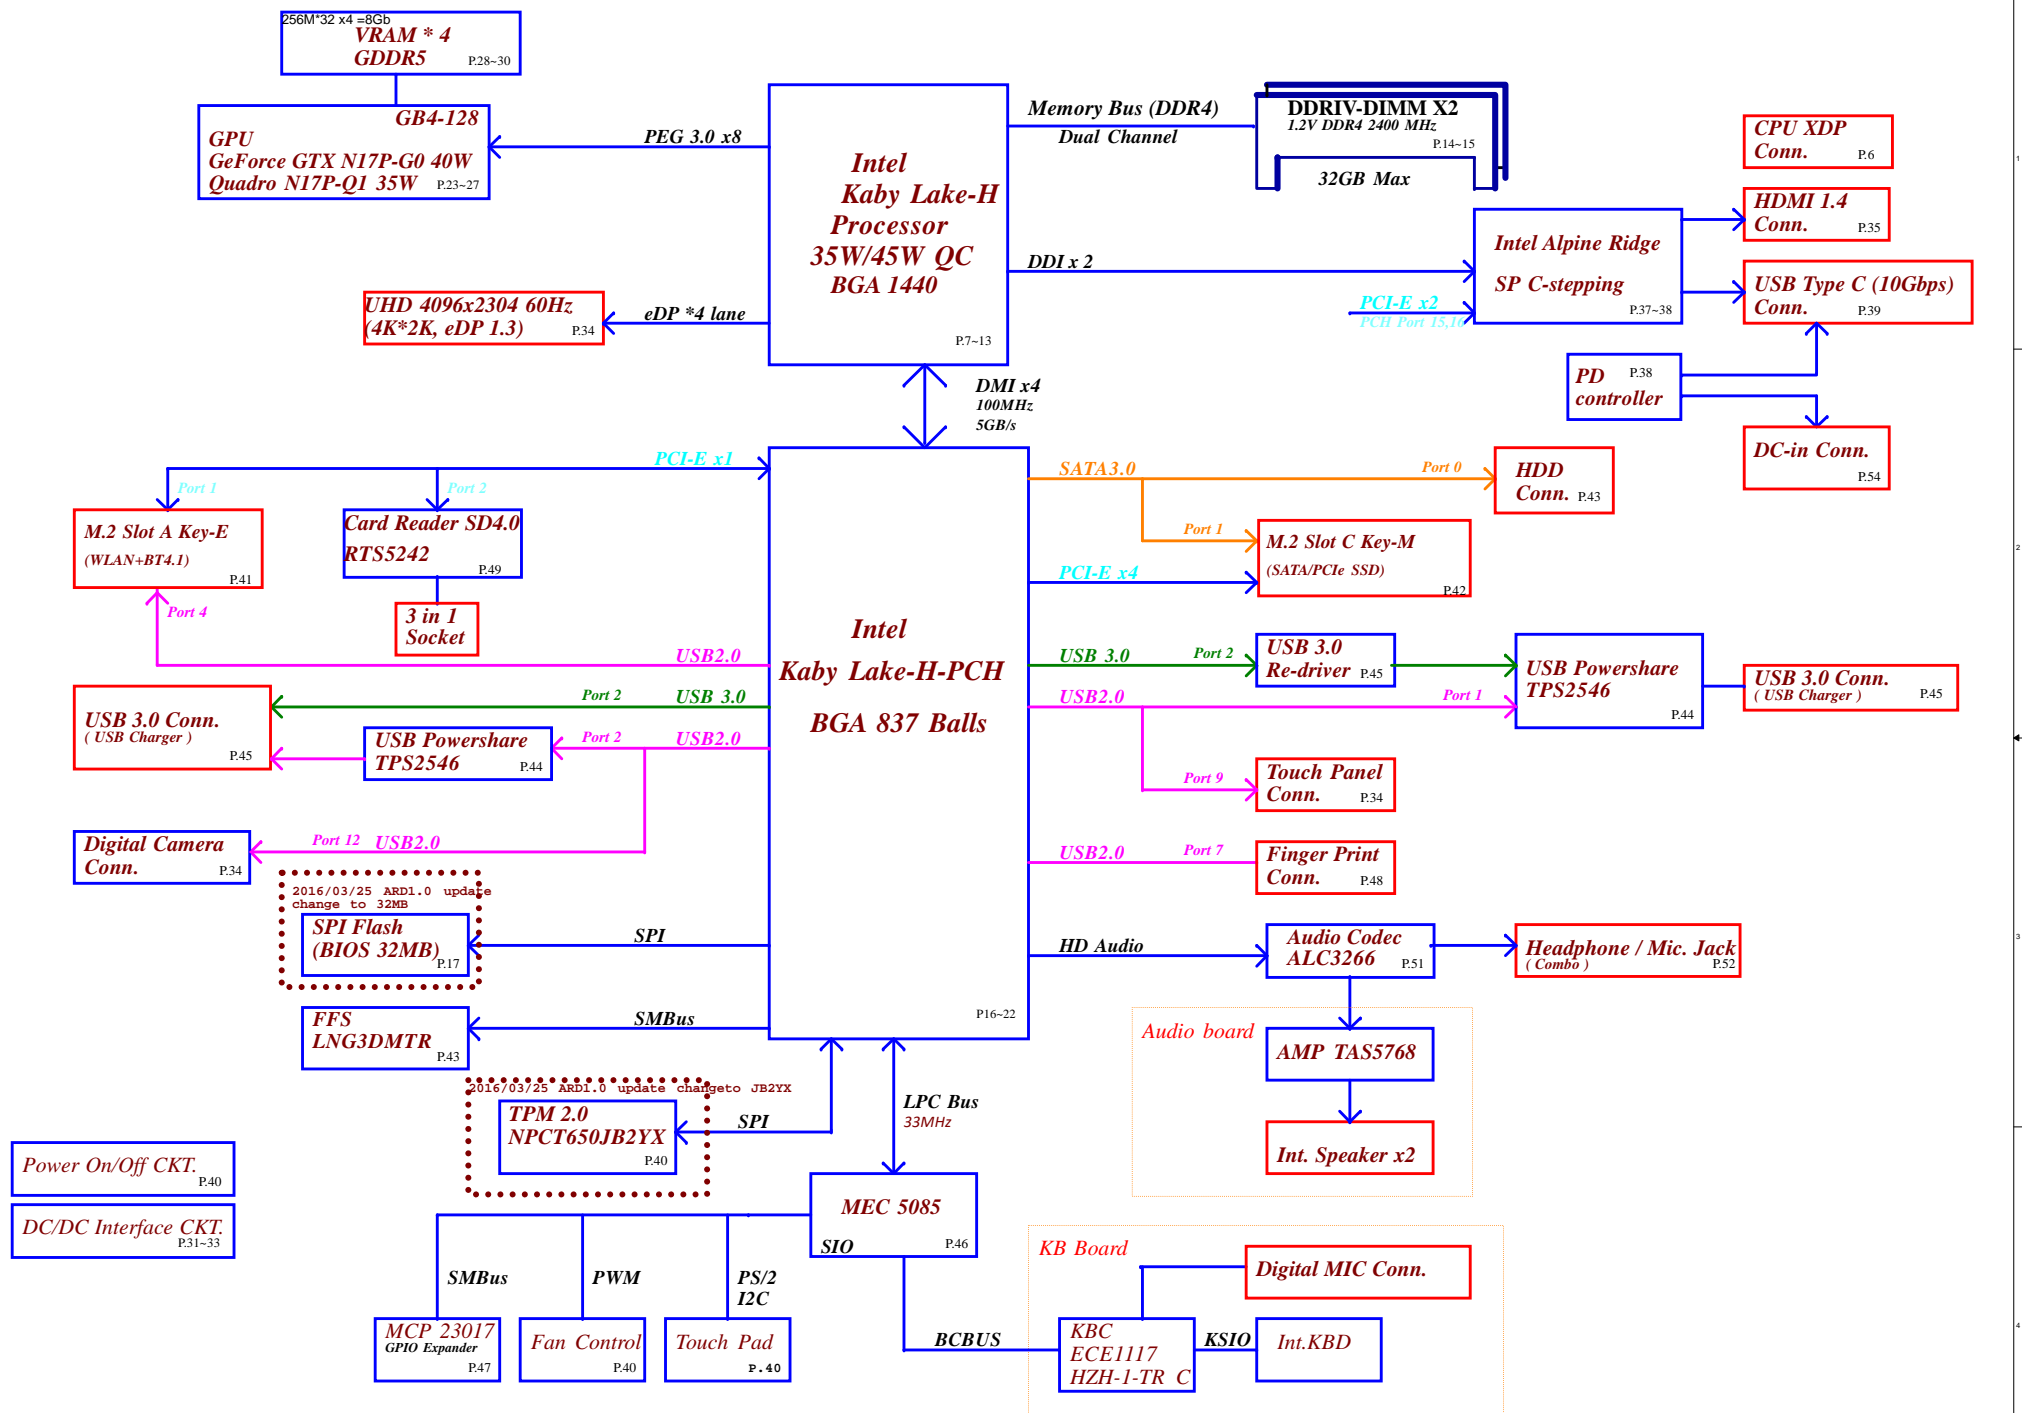 256M*32 x4 =8Gb
VRAM * 4
GDDR5
P.28~30
GB4-128
GPU
GeForce GTX N17P-G0 40W
Quadro N17P-Q1 35W P.23~27
PEG 3.0 x8
Intel
Kaby Lake-H
Processor
35W/45W QC
BGA 1440
P.7~13
Memory Bus (DDR4)
Dual Channel
DDRIV-DIMM X2
1.2V DDR4 2400 MHz
P.14~15
32GB Max
CPU XDP
Conn. P.6
HDMI 1.4
Conn. P.35
DDI x 2
Intel Alpine Ridge
SP C-stepping
P.37~38
PCI-E x2
PCH Port 15,16
USB Type C (10Gbps)
Conn. P.39
UHD 4096x2304 60Hz
(4K*2K, eDP 1.3) P.34
eDP *4 lane
PD P.38
controller
DC-in Conn.
P.54
DMI x4
100MHz
5GB/s
PCI-E x1
Port 1
Port 2
M.2 Slot A Key-E
(WLAN+BT4.1)
P.41
Card Reader SD4.0
RTS5242
P.49
3 in 1
Socket
Port 4
USB2.0
SATA3.0
Port 0
HDD
Conn. P.43
Port 1
M.2 Slot C Key-M
(SATA/PCIe SSD)
P.42
PCI-E x4
Intel
Kaby Lake-H-PCH
BGA 837 Balls
P16~22
USB 3.0 Port 2
USB 3.0
Re-driver P.45
USB2.0
Port 1
USB Powershare
TPS2546
P.44
USB 3.0 Conn.
( USB Charger ) P.45
USB 3.0 Conn.
( USB Charger )
P.45
Port 2 USB 3.0
Port 2 USB2.0
USB Powershare
TPS2546 P.44
Port 9
Touch Panel
Conn. P.34
Digital Camera
Conn. P.34
Port 12 USB2.0
USB2.0 Port 7
Finger Print
Conn. P.48
2016/03/25 ARD1.0 update
change to 32MB
SPI Flash
(BIOS 32MB)
P.17
SPI
HD Audio
Audio Codec
ALC3266 P.51
Headphone / Mic. Jack
( Combo ) P.52
FFS
LNG3DMTR P.43
SMBus
Audio board
AMP TAS5768
Int. Speaker x2
2016/03/25 ARD1.0 update changeto JB2YX
TPM 2.0
NPCT650JB2YX
P.40
SPI
LPC Bus
33MHz
Power On/Off CKT.
P.40
DC/DC Interface CKT.
P.31~33
MEC 5085
SIO P.46
SMBus
PWM
PS/2
I2C
MCP 23017
GPIO Expander
P.47
Fan Control
P.40
Touch Pad
P.40
BCBUS
KB Board
Digital MIC Conn.
KBC
ECE1117
HZH-1-TR C
KSIO
Int.KBD
1
2
3
4